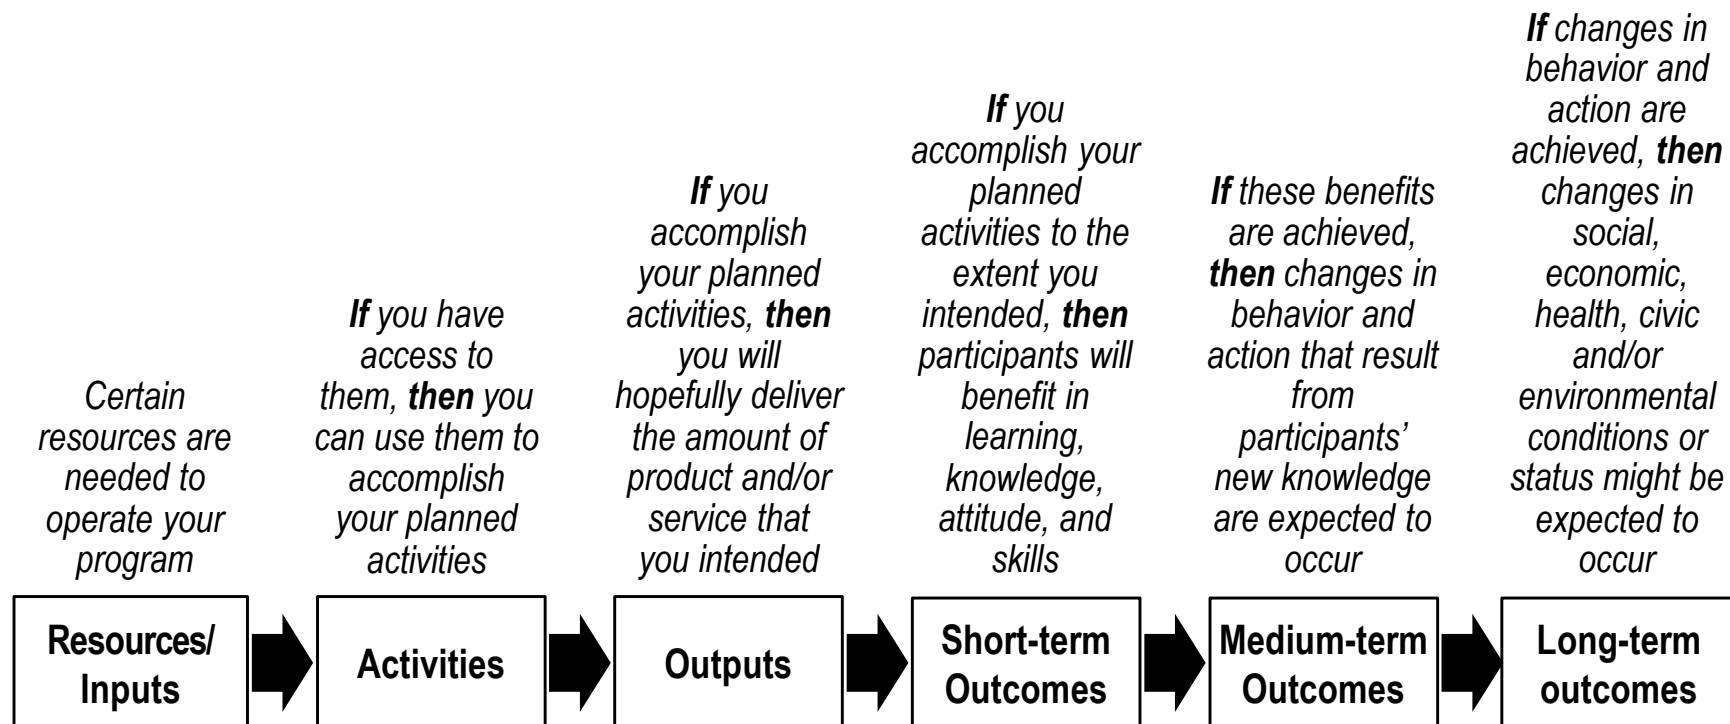 Certain
resources are
needed to
operate your
program
Resources/
Inputs
If you have
access to
them, then you
can use them to
accomplish
your planned
activities
Activities
If you
accomplish
your planned
activities, then
you will
hopefully deliver
the amount of
product and/or
service that
you intended
Outputs
If you
accomplish your
planned
activities to the
extent you
intended, then
participants will
benefit in
learning,
knowledge,
attitude, and
skills
Short-term
Outcomes
If these benefits
are achieved,
then changes in
behavior and
action that result
from
participants’
new knowledge
are expected to
occur
Medium-term
Outcomes
If changes in
behavior and
action are
achieved, then
changes in
social,
economic,
health, civic
and/or
environmental
conditions or
status might be
expected to
occur
Long-term
outcomes